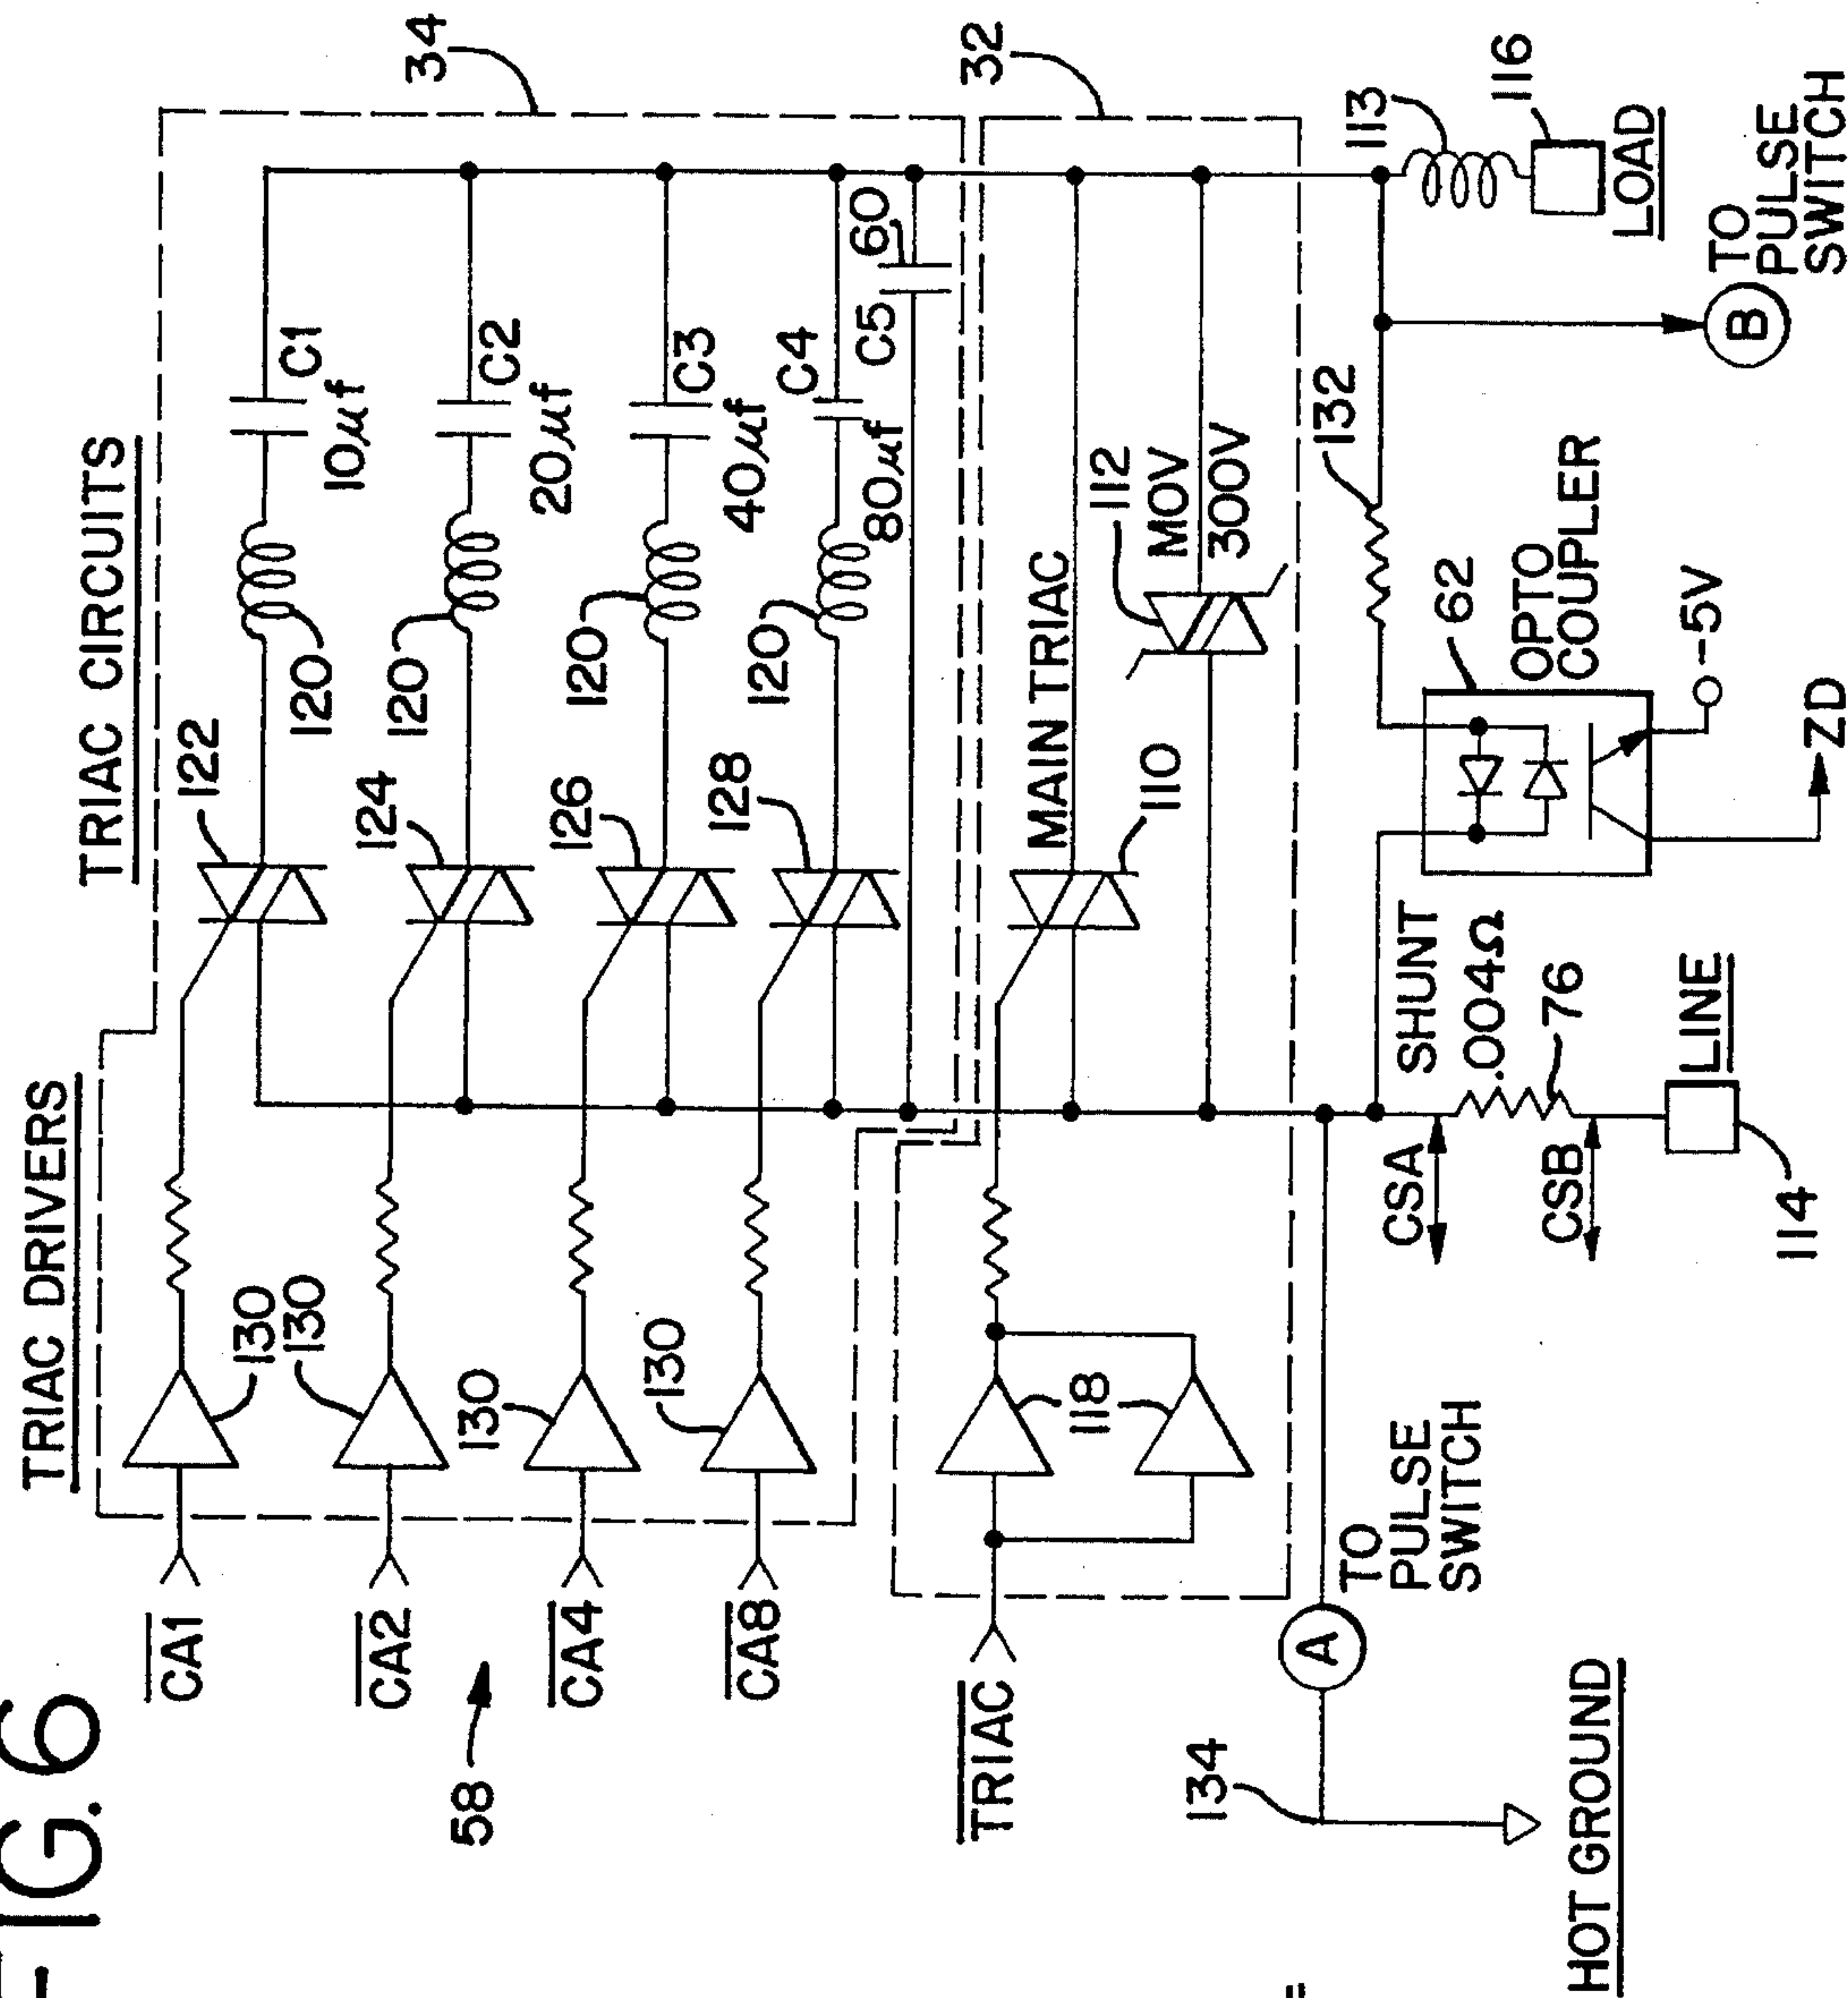 FIG. 6
TRIAC DRIVERS
TRIAC CIRCUITS
34
CA1
130
122
120
C1
10µf
CA2
130
124
120
C2
20µf
58
CA4
130
126
120
C3
40µf
CA8
130
128
120
C4
80µf
C5
60
32
TRIAC
118
MAIN TRIAC
110
112
MOV
300V
134
A
TO
PULSE
SWITCH
HOT GROUND
CSA
SHUNT
.004Ω
76
CSB
LINE
114
62
OPTO
COUPLER
-5V
ZD
132
113
116
LOAD
B
TO
PULSE
SWITCH